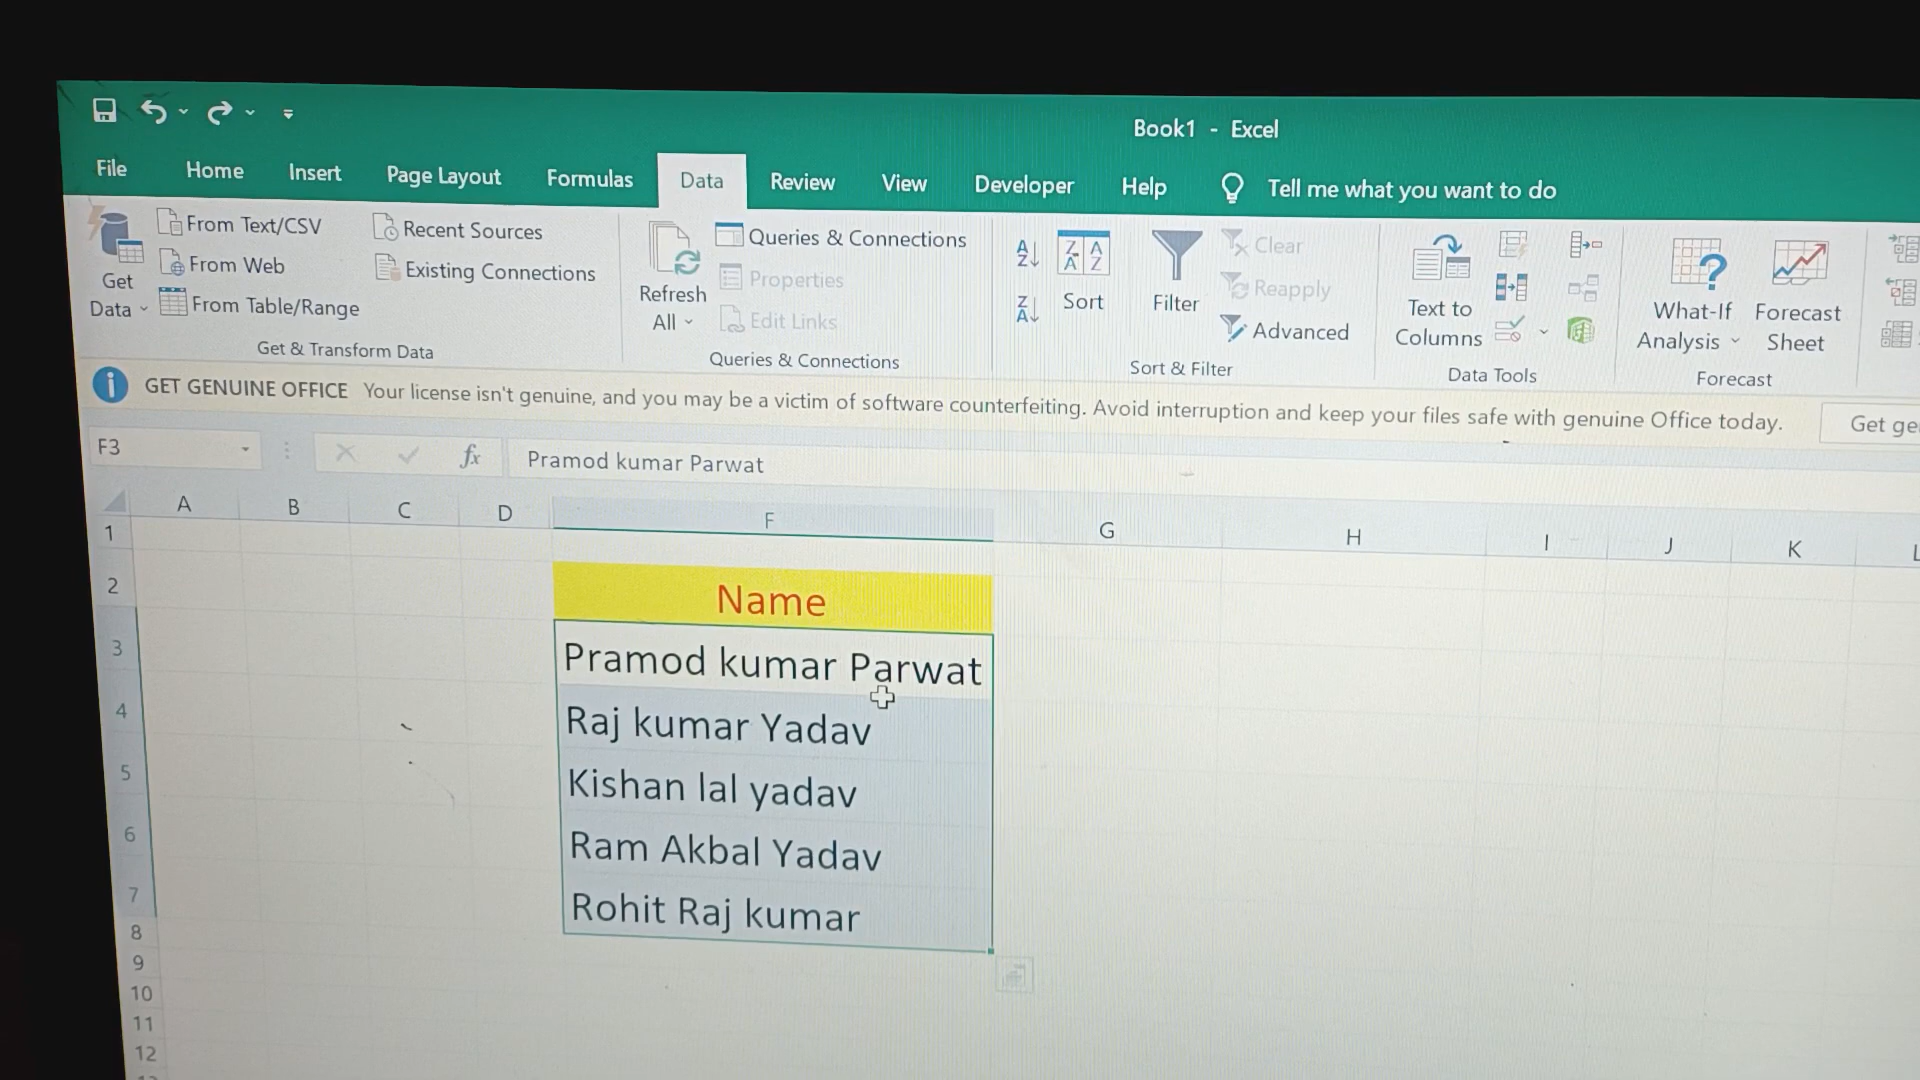 Book1 - Excel
File Home Insert Page Layout Formulas Data Review View Developer Help Tell me what you want to do
Get Data
From Text/CSV
From Web
From Table/Range
Recent Sources
Existing Connections
Get & Transform Data
Refresh All
Queries & Connections
Properties
Edit Links
Queries & Connections
Sort
Filter
Clear
Reapply
Advanced
Sort & Filter
Text to Columns
Data Tools
What-If Analysis
Forecast Sheet
Forecast
GET GENUINE OFFICE Your license isn't genuine, and you may be a victim of software counterfeiting. Avoid interruption and keep your files safe with genuine Office today.
Get
F3 fx Pramod kumar Parwat
A B C D F G H I J K L
1
2 Name
3 Pramod kumar Parwat
4 Raj kumar Yadav
5 Kishan lal yadav
6 Ram Akbal Yadav
7 Rohit Raj kumar
8
9
10
11
12